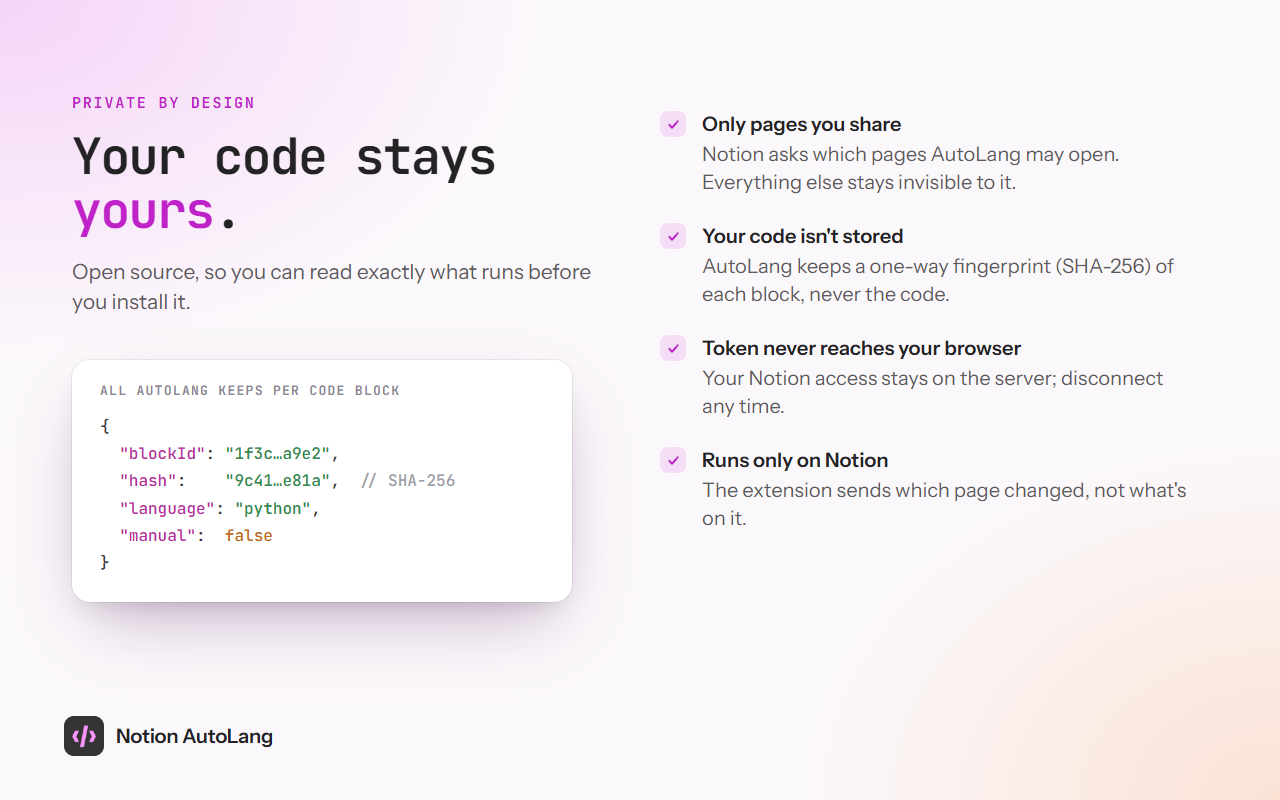 PRIVATE BY DESIGN
Your code stays
yours.
Open source, so you can read exactly what runs before
you install it.
ALL AUTOLANG KEEPS PER CODE BLOCK
{
"blockId": "1f3c…a9e2",
"hash": "9c41…e81a", // SHA-256
"language": "python",
"manual": false
}
Only pages you share
Notion asks which pages AutoLang may open.
Everything else stays invisible to it.
Your code isn't stored
AutoLang keeps a one-way fingerprint (SHA-256) of
each block, never the code.
Token never reaches your browser
Your Notion access stays on the server; disconnect
any time.
Runs only on Notion
The extension sends which page changed, not what's
on it.
Notion AutoLang